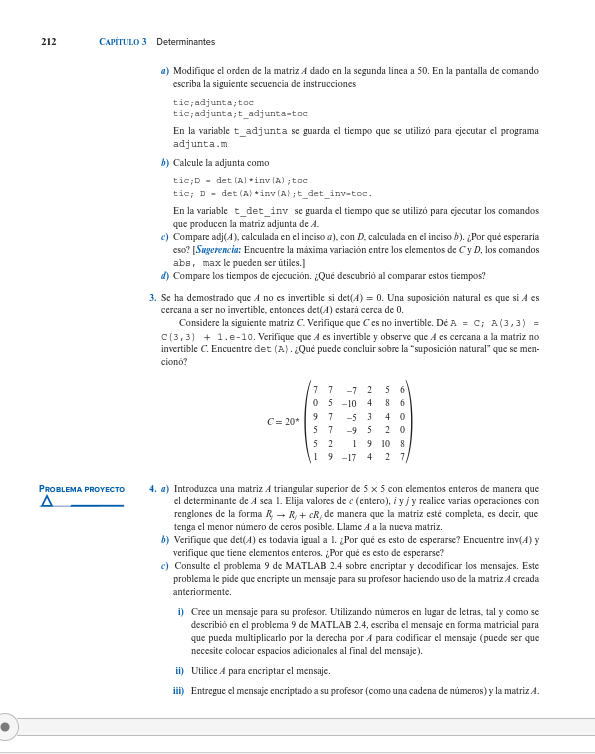 212 CAPÍTULO 3 Determinantes
a) Modifique el orden de la matriz A dado en la segunda línea a 50. En la pantalla de comando
escriba la siguiente secuencia de instrucciones
tic;adjunta;toc
tic;adjunta;t_adjunta=toc
En la variable t_adjunta se guarda el tiempo que se utilizó para ejecutar el programa
adjunta.m
b) Calcule la adjunta como
tic;D = det(A)*inv(A);toc
tic; D = det(A)*inv(A);t_det_inv=toc.
En la variable t_det_inv se guarda el tiempo que se utilizó para ejecutar los comandos
que producen la matriz adjunta de A.
c) Compare adj(A), calculada en el inciso a), con D, calculada en el inciso b). ¿Por qué esperaría
eso? [Sugerencia: Encuentre la máxima variación entre los elementos de C y D, los comandos
abs, max le pueden ser útiles.]
d) Compare los tiempos de ejecución. ¿Qué descubrió al comparar estos tiempos?
3. Se ha demostrado que A no es invertible si det(A) = 0. Una suposición natural es que si A es
cercana a ser no invertible, entonces det(A) estará cerca de 0.
Considere la siguiente matriz C. Verifique que C es no invertible. Dé A = C; A(3,3) =
C(3,3) + 1.e-10. Verifique que A es invertible y observe que A es cercana a la matriz no
invertible C. Encuentre det(A). ¿Qué puede concluir sobre la “suposición natural” que se men-
cionó?
7 7 −7 2 5 6
0 5 −10 4 8 6
C = 20* 9 7 −5 3 4 0
5 7 −9 5 2 0
5 2 1 9 10 8
1 9 −17 4 2 7
PROBLEMA PROYECTO
4. a) Introduzca una matriz A triangular superior de 5 × 5 con elementos enteros de manera que
el determinante de A sea 1. Elija valores de c (entero), i y j y realice varias operaciones con
renglones de la forma Rj → Rj + cRi de manera que la matriz esté completa, es decir, que
tenga el menor número de ceros posible. Llame A a la nueva matriz.
b) Verifique que det(A) es todavía igual a 1. ¿Por qué es esto de esperarse? Encuentre inv(A) y
verifique que tiene elementos enteros. ¿Por qué es esto de esperarse?
c) Consulte el problema 9 de MATLAB 2.4 sobre encriptar y decodificar los mensajes. Este
problema le pide que encripte un mensaje para su profesor haciendo uso de la matriz A creada
anteriormente.
i) Cree un mensaje para su profesor. Utilizando números en lugar de letras, tal y como se
describió en el problema 9 de MATLAB 2.4, escriba el mensaje en forma matricial para
que pueda multiplicarlo por la derecha por A para codificar el mensaje (puede ser que
necesite colocar espacios adicionales al final del mensaje).
ii) Utilice A para encriptar el mensaje.
iii) Entregue el mensaje encriptado a su profesor (como una cadena de números) y la matriz A.